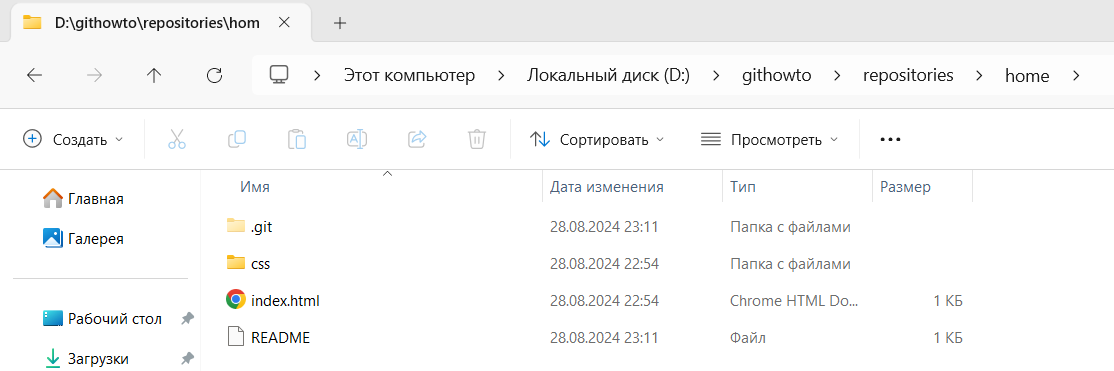 D:\githowto\repositories\hom
Этот компьютер Локальный диск (D:) githowto repositories home
Создать Сортировать Просмотреть
Имя Дата изменения Тип Размер
Главная
Галерея
Рабочий стол
Загрузки
.git 28.08.2024 23:11 Папка с файлами
css 28.08.2024 22:54 Папка с файлами
index.html 28.08.2024 22:54 Chrome HTML Do... 1 КБ
README 28.08.2024 23:11 Файл 1 КБ